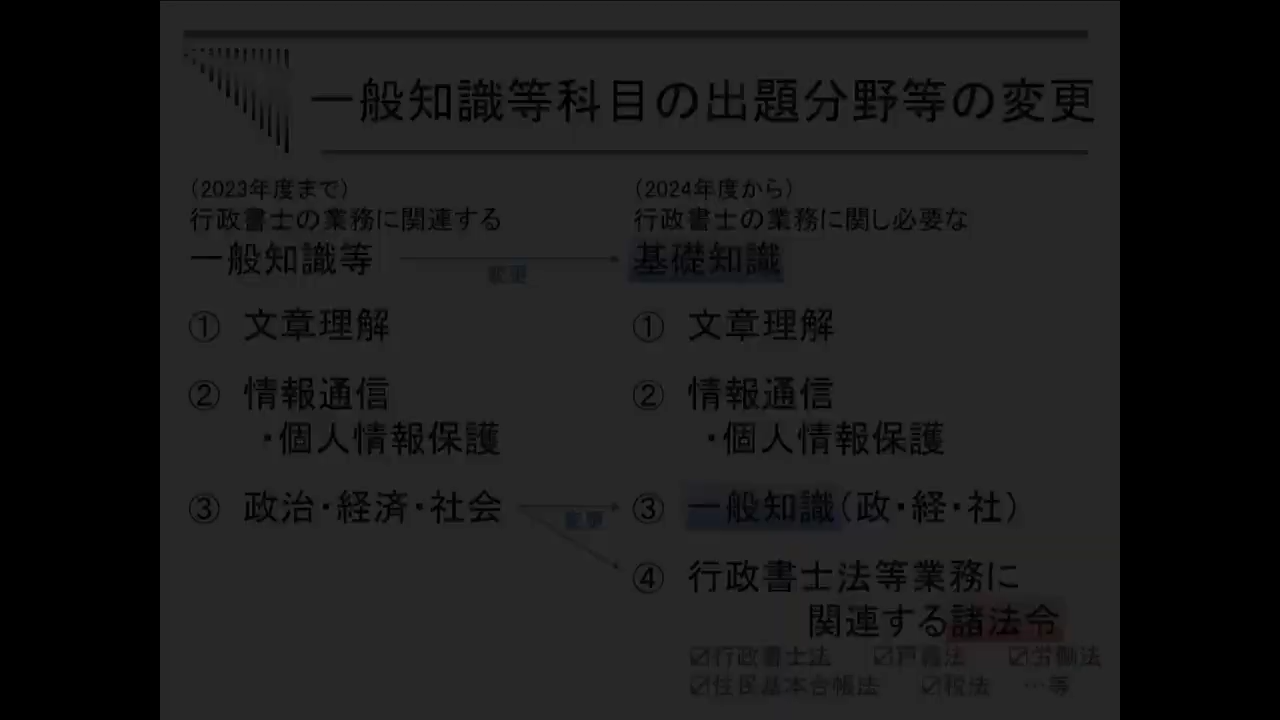 一般知識等科目の出題分野等の変更
（2023年度まで）
行政書士の業務に関連する
一般知識等
変更
① 文章理解
② 情報通信
・個人情報保護
③ 政治・経済・社会
変更
（2024年度から）
行政書士の業務に関し必要な
基礎知識
① 文章理解
② 情報通信
・個人情報保護
③ 一般知識（政・経・社）
④ 行政書士法等業務に
関連する諸法令
☑行政書士法 ☑戸籍法 ☑労働法
☑住民基本台帳法 ☑税法 …等